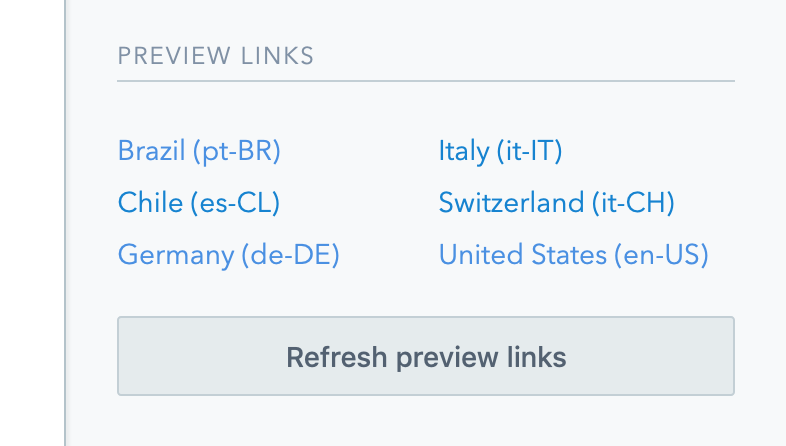 PREVIEW LINKS
Brazil (pt-BR)
Italy (it-IT)
Chile (es-CL)
Switzerland (it-CH)
Germany (de-DE)
United States (en-US)
Refresh preview links